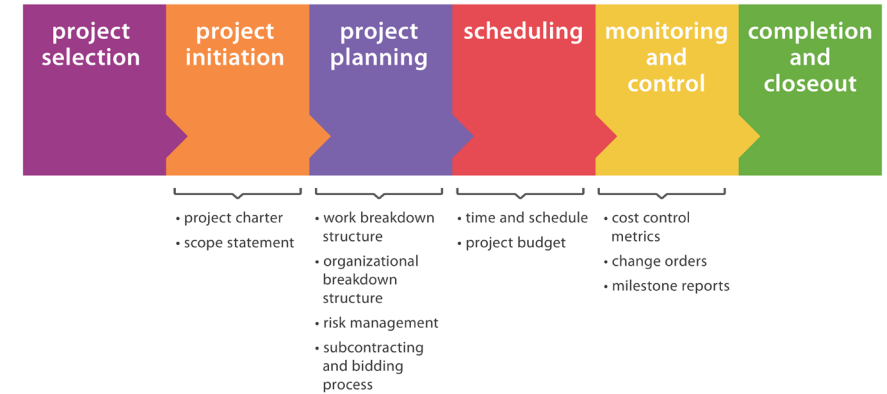 project
selection
project
initiation
project
planning
scheduling
monitoring
and
control
completion
and
closeout
• project charter
• scope statement
• work breakdown
structure
• organizational
breakdown
structure
• risk management
• subcontracting
and bidding
process
• time and schedule
• project budget
• cost control
metrics
• change orders
• milestone reports